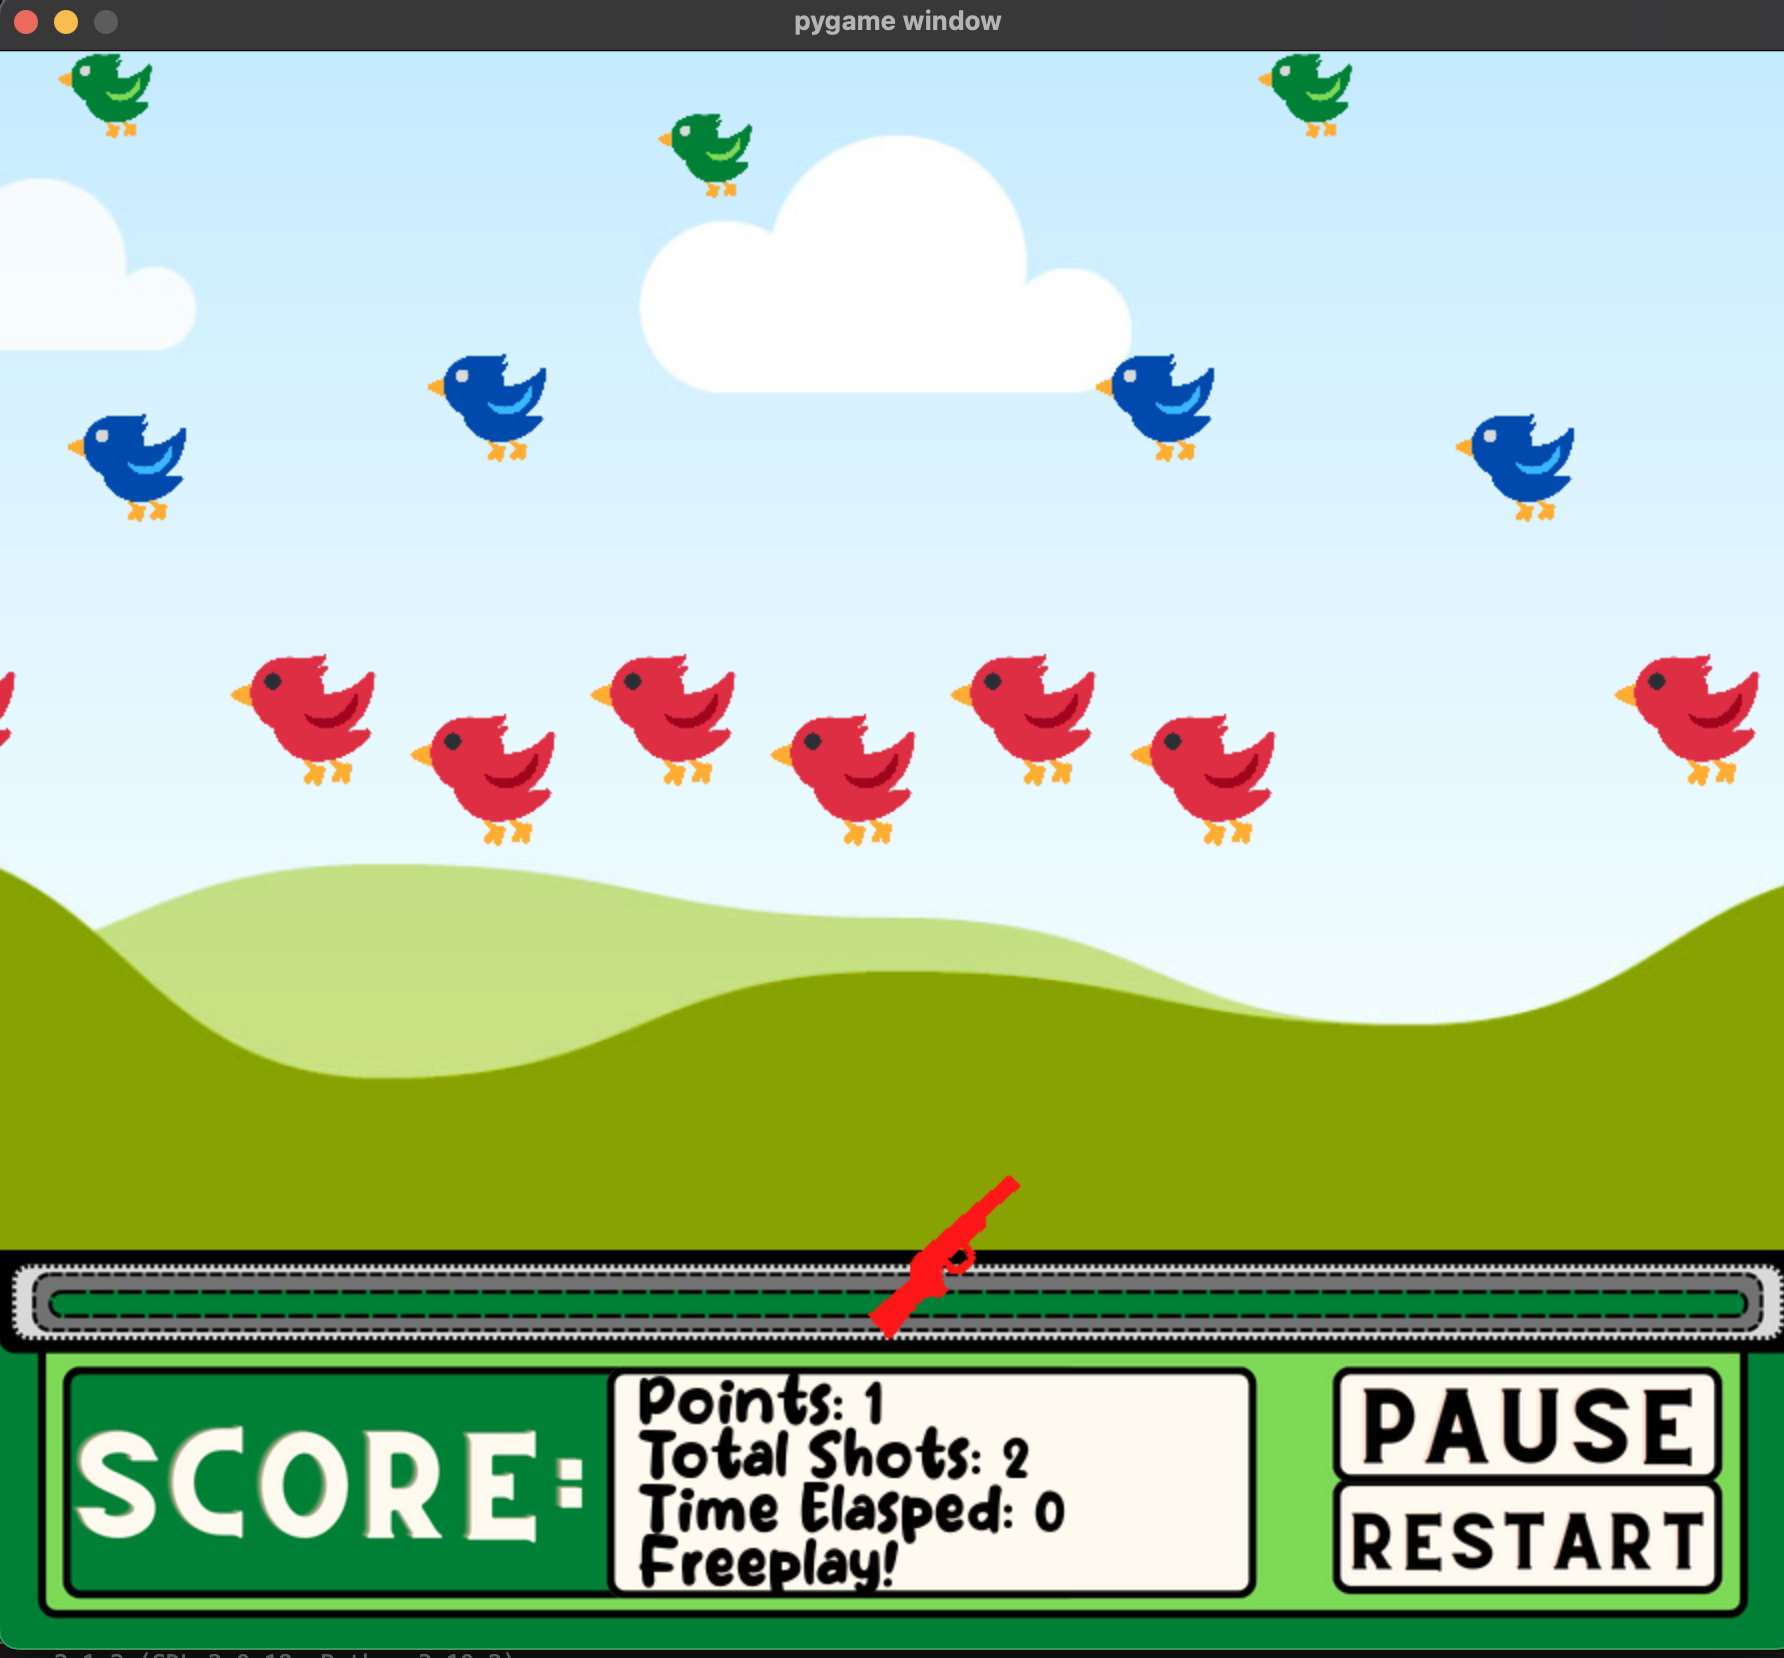 pygame window
SCORE:
Points: 1
Total Shots: 2
Time Elasped: 0
Freeplay!
PAUSE
RESTART